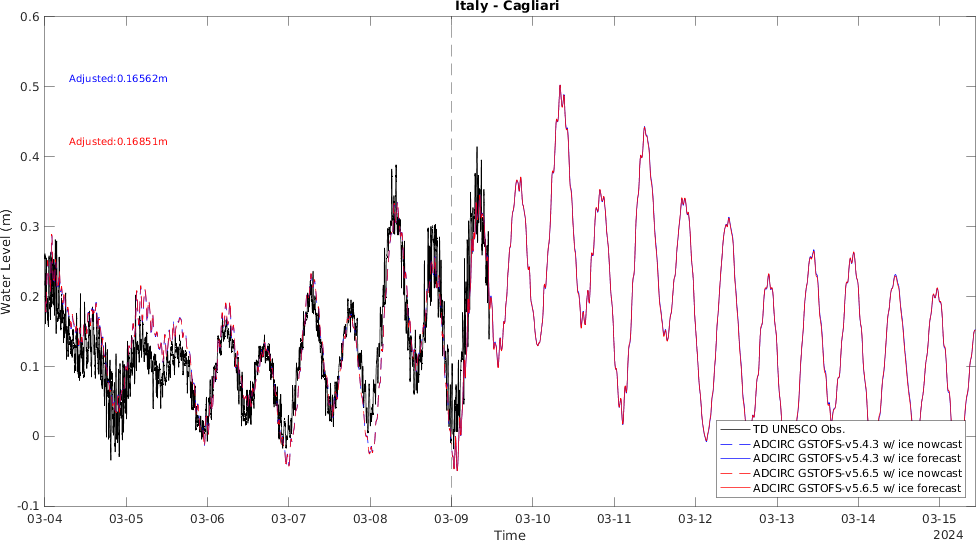 Italy - Cagliari
0.6
0.5
0.4
0.3
0.2
0.1
0
-0.1
Water Level (m)
Adjusted:0.16562m
Adjusted:0.16851m
TD UNESCO Obs.
ADCIRC GSTOFS-v5.4.3 w/ ice nowcast
ADCIRC GSTOFS-v5.4.3 w/ ice forecast
ADCIRC GSTOFS-v5.6.5 w/ ice nowcast
ADCIRC GSTOFS-v5.6.5 w/ ice forecast
03-04 03-05 03-06 03-07 03-08 03-09 03-10 03-11 03-12 03-13 03-14 03-15
Time
2024